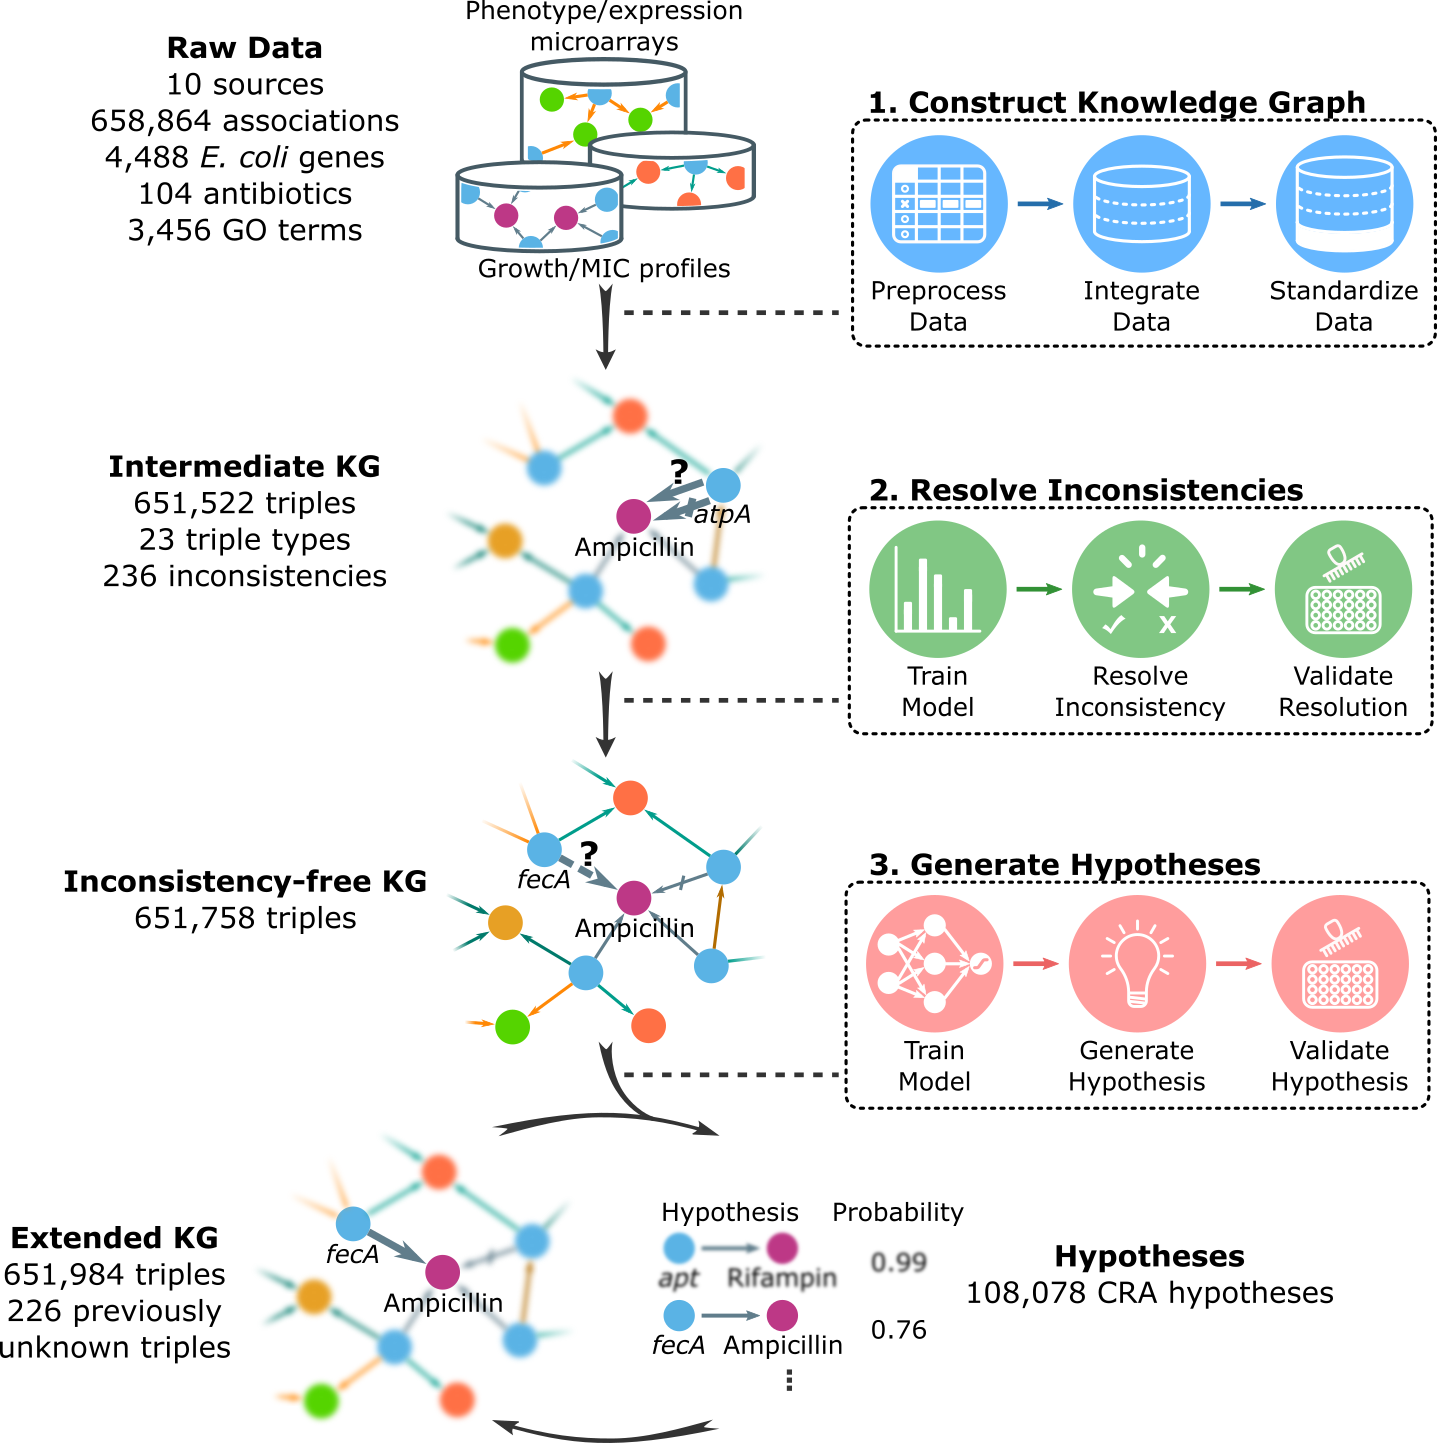 Phenotype/expression
microarrays
Raw Data
10 sources
658,864 associations
4,488 E. coli genes
104 antibiotics
3,456 GO terms
Growth/MIC profiles
1. Construct Knowledge Graph
Preprocess
Data
Integrate
Data
Standardize
Data
Intermediate KG
651,522 triples
23 triple types
236 inconsistencies
?
atpA
Ampicillin
2. Resolve Inconsistencies
Train
Model
Resolve
Inconsistency
Validate
Resolution
Inconsistency-free KG
651,758 triples
?
fecA
Ampicillin
3. Generate Hypotheses
Train
Model
Generate
Hypothesis
Validate
Hypothesis
Extended KG
651,984 triples
226 previously
unknown triples
fecA
Ampicillin
Hypothesis Probability
apt Rifampin 0.99
fecA Ampicillin 0.76
Hypotheses
108,078 CRA hypotheses